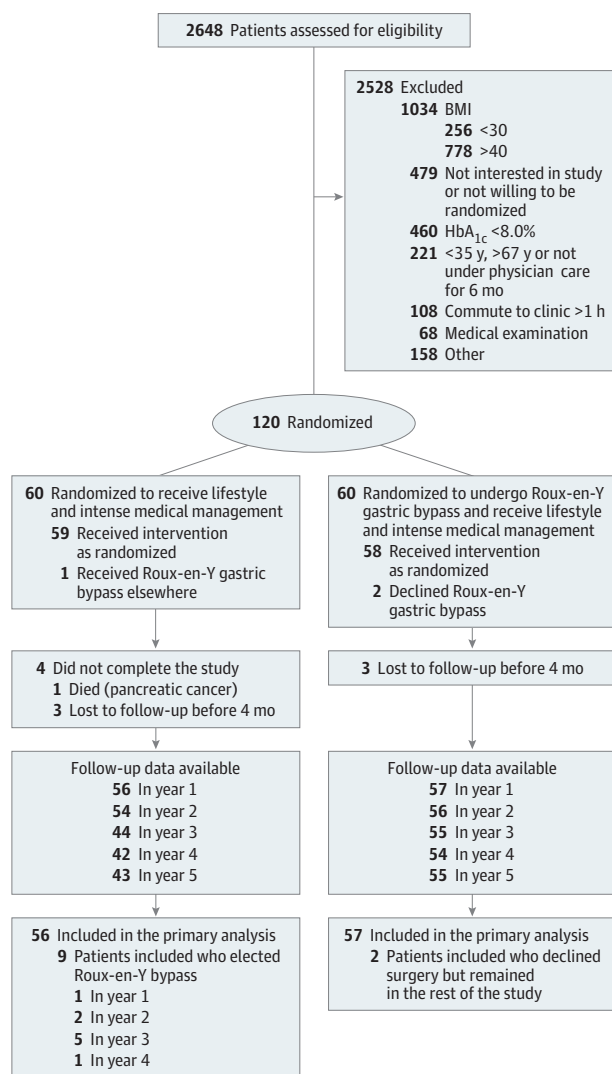 2648 Patients assessed for eligibility
2528 Excluded
1034 BMI
256 <30
778 >40
479 Not interested in study
or not willing to be
randomized
460 HbA1c <8.0%
221 <35 y, >67 y or not
under physician care
for 6 mo
108 Commute to clinic >1 h
68 Medical examination
158 Other
120 Randomized
60 Randomized to receive lifestyle
and intense medical management
59 Received intervention
as randomized
1 Received Roux-en-Y gastric
bypass elsewhere
60 Randomized to undergo Roux-en-Y
gastric bypass and receive lifestyle
and intense medical management
58 Received intervention
as randomized
2 Declined Roux-en-Y
gastric bypass
4 Did not complete the study
1 Died (pancreatic cancer)
3 Lost to follow-up before 4 mo
3 Lost to follow-up before 4 mo
Follow-up data available
56 In year 1
54 In year 2
44 In year 3
42 In year 4
43 In year 5
Follow-up data available
57 In year 1
56 In year 2
55 In year 3
54 In year 4
55 In year 5
56 Included in the primary analysis
9 Patients included who elected
Roux-en-Y bypass
1 In year 1
2 In year 2
5 In year 3
1 In year 4
57 Included in the primary analysis
2 Patients included who declined
surgery but remained
in the rest of the study